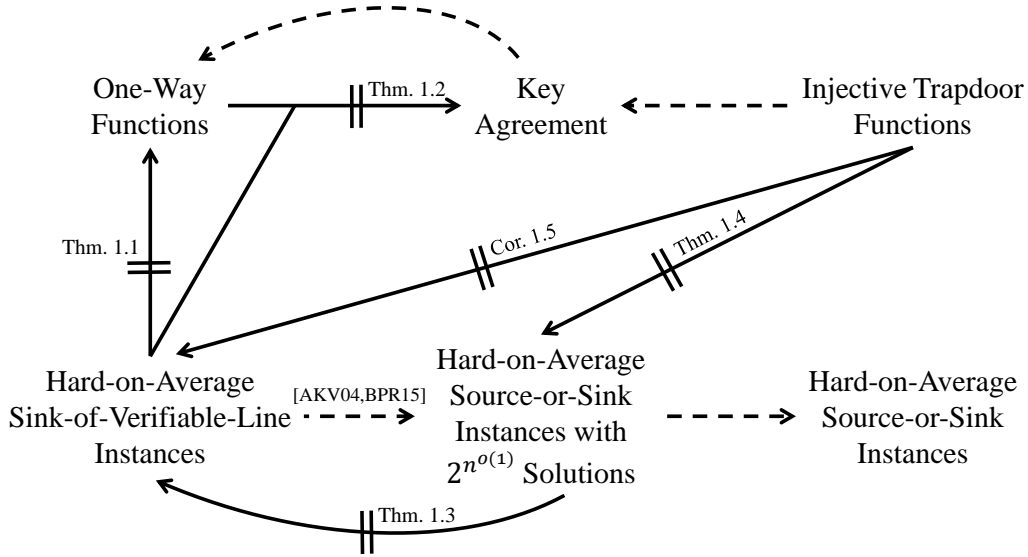 One-Way
Functions
Thm. 1.2
Key
Agreement
Injective Trapdoor
Functions
Thm. 1.1
Cor. 1.5
Thm. 1.4
Hard-on-Average
Sink-of-Verifiable-Line
Instances
[AKV04,BPR15]
Hard-on-Average
Source-or-Sink
Instances with
$2^{n^{o(1)}}$ Solutions
Hard-on-Average
Source-or-Sink
Instances
Thm. 1.3